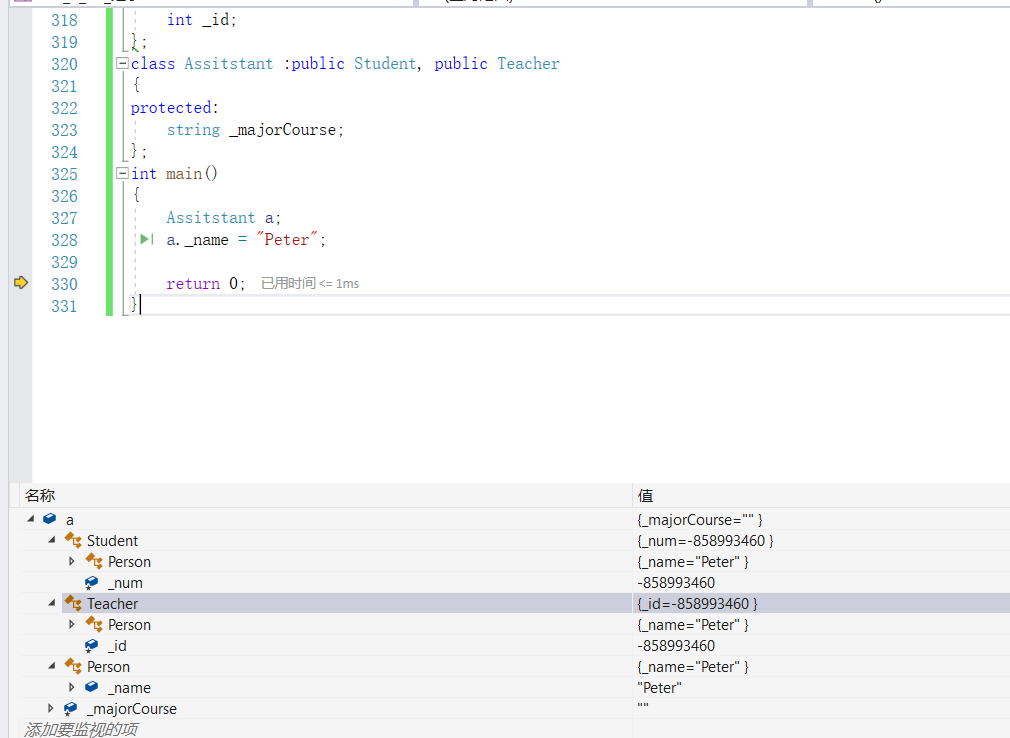 318 int _id;
319 };
320 class Assitstant :public Student, public Teacher
321 {
322 protected:
323 string _majorCourse;
324 };
325 int main()
326 {
327 Assitstant a;
328 a._name = "Peter";
329
330 return 0; 已用时间 <= 1ms
331 }
名称 值
a {_majorCourse="" }
Student {_num=-858993460 }
Person {_name="Peter" }
_num -858993460
Teacher {_id=-858993460 }
Person {_name="Peter" }
_id -858993460
Person {_name="Peter" }
_name "Peter"
_majorCourse ""
添加要监视的项